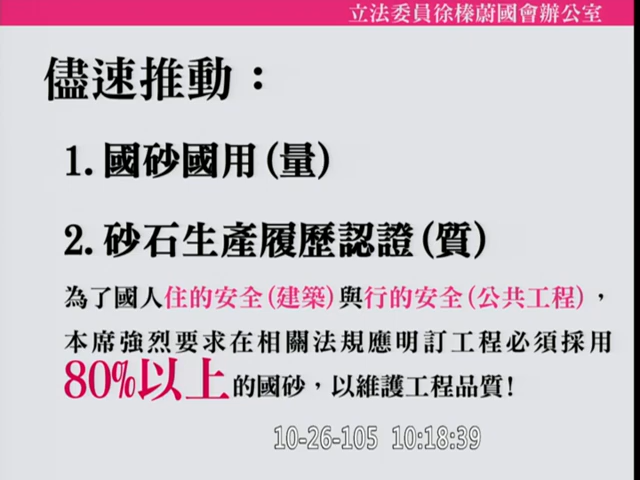 立法委員徐榛蔚國會辦公室
儘速推動：
1.國砂國用(量)
2.砂石生產履歷認證(質)
為了國人住的安全(建築)與行的安全(公共工程)，
本席強烈要求在相關法規應明訂工程必須採用
80%以上的國砂，以維護工程品質!
10-26-105 10:18:39